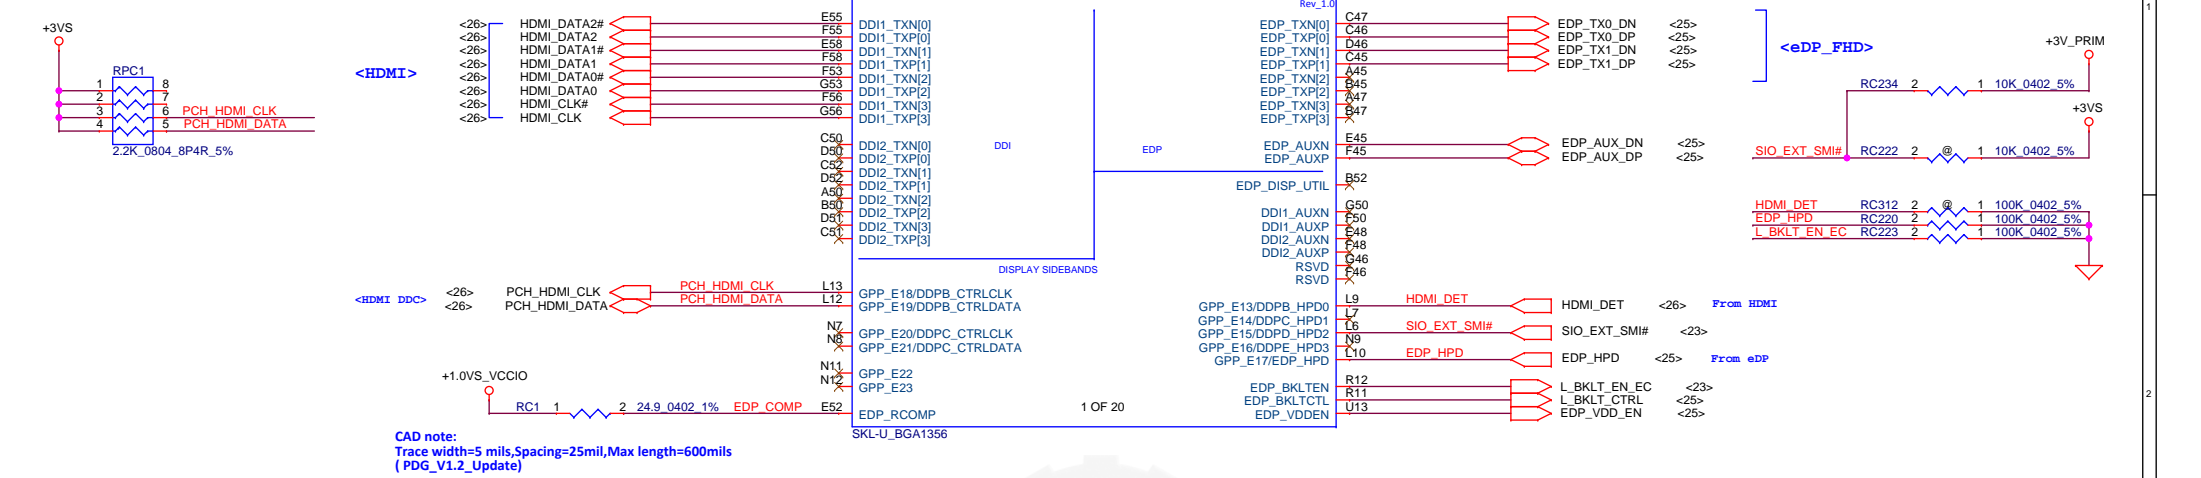 Rev_1.0
+3VS
RPC1
1 8
2 7
3 6 PCH_HDMI_CLK
4 5 PCH_HDMI_DATA
2.2K_0804_8P4R_5%
<HDMI>
<26> HDMI_DATA2# E55 DDI1_TXN[0]
<26> HDMI_DATA2 F55 DDI1_TXP[0]
<26> HDMI_DATA1# E58 DDI1_TXN[1]
<26> HDMI_DATA1 F58 DDI1_TXP[1]
<26> HDMI_DATA0# F53 DDI1_TXN[2]
<26> HDMI_DATA0 G53 DDI1_TXP[2]
<26> HDMI_CLK# F56 DDI1_TXN[3]
<26> HDMI_CLK G56 DDI1_TXP[3]
C50 DDI2_TXN[0]
D50 DDI2_TXP[0]
C52 DDI2_TXN[1]
D52 DDI2_TXP[1]
A50 DDI2_TXN[2]
B50 DDI2_TXP[2]
D51 DDI2_TXN[3]
C51 DDI2_TXP[3]
DDI
EDP
DISPLAY SIDEBANDS
<HDMI DDC>
<26> PCH_HDMI_CLK PCH_HDMI_CLK L13 GPP_E18/DDPB_CTRLCLK
<26> PCH_HDMI_DATA PCH_HDMI_DATA L12 GPP_E19/DDPB_CTRLDATA
N7 GPP_E20/DDPC_CTRLCLK
N8 GPP_E21/DDPC_CTRLDATA
N11 GPP_E22
N12 GPP_E23
+1.0VS_VCCIO
RC1 1 2 24.9_0402_1% EDP_COMP E52 EDP_RCOMP
1 OF 20
SKL-U_BGA1356
CAD note:
Trace width=5 mils,Spacing=25mil,Max length=600mils
( PDG_V1.2_Update)
EDP_TXN[0] C47 EDP_TX0_DN <25>
EDP_TXP[0] C46 EDP_TX0_DP <25>
EDP_TXN[1] D46 EDP_TX1_DN <25>
EDP_TXP[1] C45 EDP_TX1_DP <25>
EDP_TXN[2] A45
EDP_TXP[2] B45
EDP_TXN[3] A47
EDP_TXP[3] B47
<eDP_FHD>
EDP_AUXN E45 EDP_AUX_DN <25>
EDP_AUXP F45 EDP_AUX_DP <25>
EDP_DISP_UTIL B52
DDI1_AUXN G50
DDI1_AUXP F50
DDI2_AUXN E48
DDI2_AUXP F48
RSVD G46
RSVD F46
GPP_E13/DDPB_HPD0 L9 HDMI_DET HDMI_DET <26> From HDMI
GPP_E14/DDPC_HPD1 L7
GPP_E15/DDPD_HPD2 L6 SIO_EXT_SMI# SIO_EXT_SMI# <23>
GPP_E16/DDPE_HPD3 N9
GPP_E17/EDP_HPD L10 EDP_HPD EDP_HPD <25> From eDP
EDP_BKLTEN R12 L_BKLT_EN_EC <23>
EDP_BKLTCTL R11 L_BKLT_CTRL <25>
EDP_VDDEN U13 EDP_VDD_EN <25>
+3V_PRIM
RC234 2 1 10K_0402_5%
+3VS
SIO_EXT_SMI# RC222 2 @ 1 10K_0402_5%
HDMI_DET RC312 2 @ 1 100K_0402_5%
EDP_HPD RC220 2 1 100K_0402_5%
L_BKLT_EN_EC RC223 2 1 100K_0402_5%
1
2